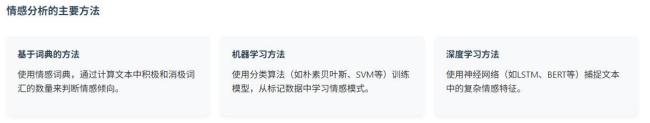 情感分析的主要方法
基于词典的方法
使用情感词典，通过计算文本中积极和消极词
汇的数量来判断情感倾向。
机器学习方法
使用分类算法（如朴素贝叶斯、SVM等）训练
模型，从标记数据中学习情感模式。
深度学习方法
使用神经网络（如LSTM、BERT等）捕捉文本
中的复杂情感特征。